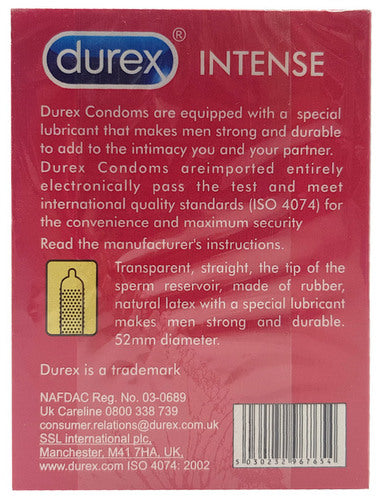 durex® INTENSE
Durex Condoms are equipped with a special
lubricant that makes men strong and durable
to add to the intimacy you and your partner.
Durex Condoms areimported entirely
electronically pass the test and meet
international quality standards (ISO 4074) for
the convenience and maximum security
Read the manufacturer's instructions.
Transparent, straight, the tip of the
sperm reservoir, made of rubber,
natural latex with a special lubricant
makes men strong and durable.
52mm diameter.
Durex is a trademark
NAFDAC Reg. No. 03-0689
Uk Careline 0800 338 739
consumer.relations@durex.com.uk
SSL international plc,
Manchester, M41 7HA, UK,
www.durex.com ISO 4074: 2002
5 030232 967654